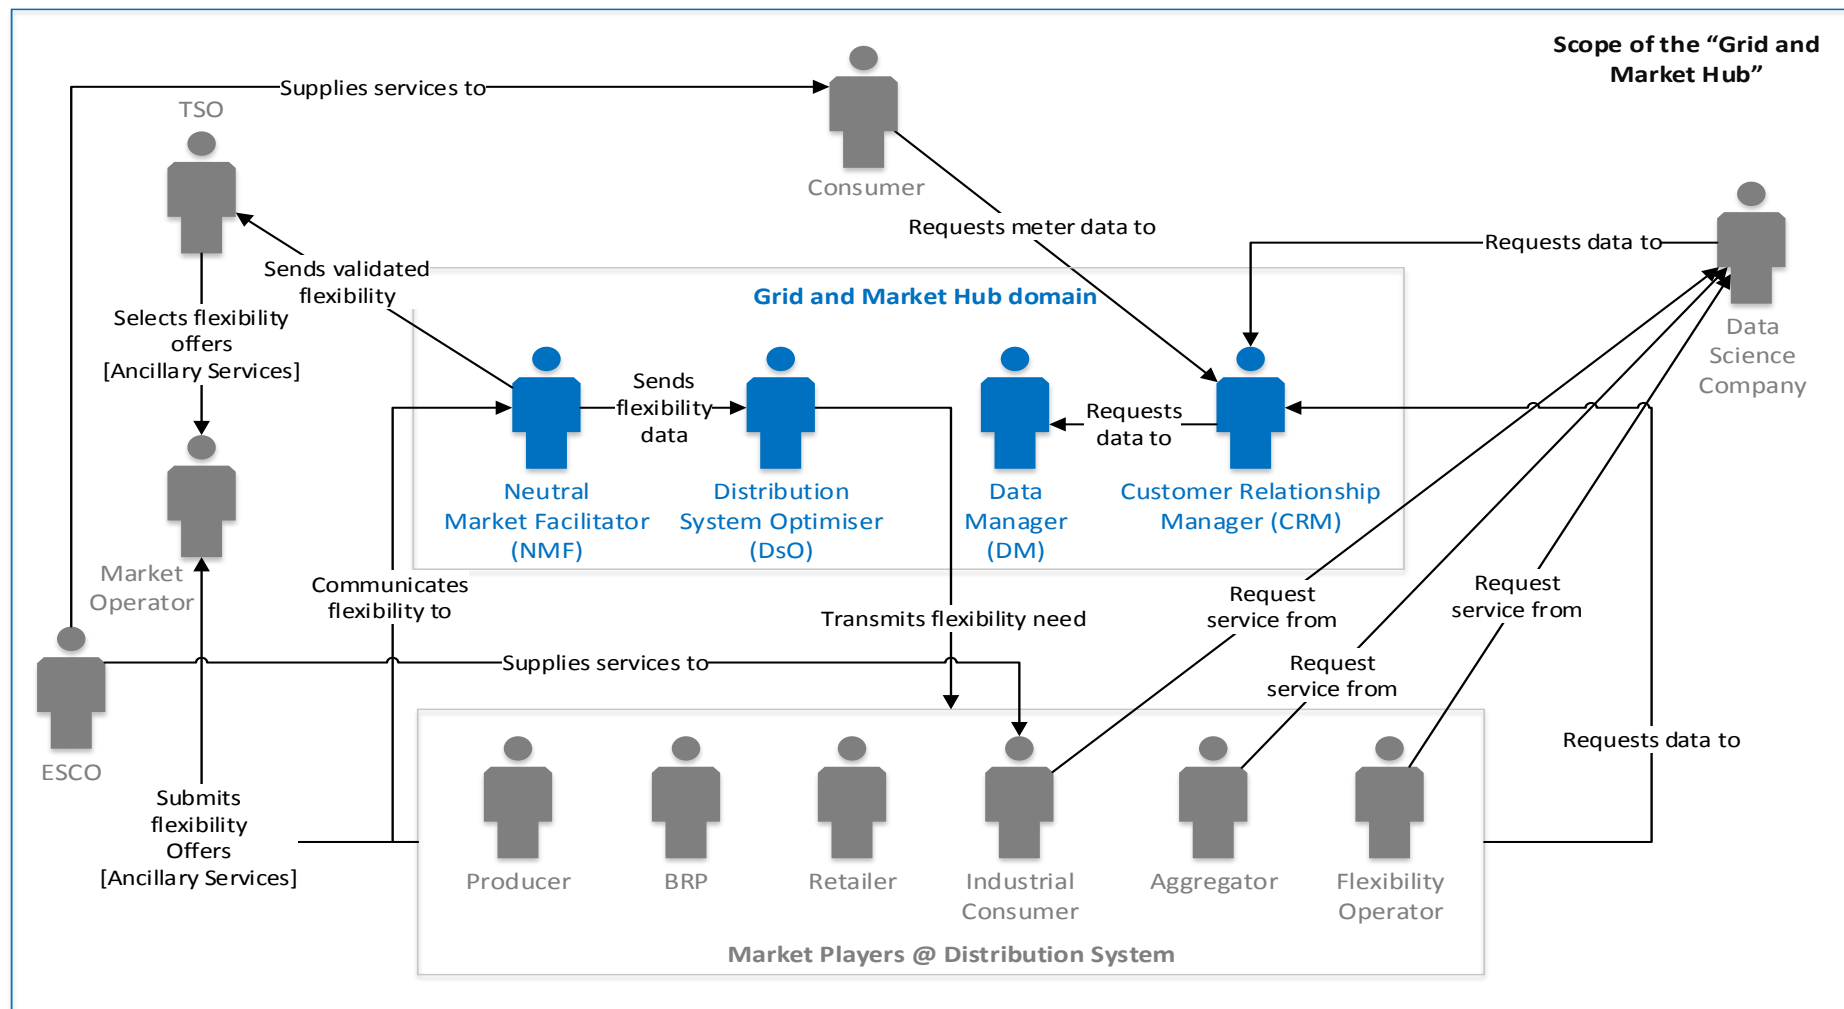 Scope of the “Grid and
Market Hub”
Supplies services to
TSO
Consumer
Requests meter data to
Requests data to
Sends validated
flexibility
Grid and Market Hub domain
Selects flexibility
offers
[Ancillary Services]
Data
Science
Company
Sends
flexibility
data
Requests
data to
Neutral
Market Facilitator
(NMF)
Distribution
System Optimiser
(DsO)
Data
Manager
(DM)
Customer Relationship
Manager (CRM)
Market
Operator
Communicates
flexibility to
Transmits flexibility need
Request
service from
Request
service from
Request
service from
Supplies services to
ESCO
Requests data to
Submits
flexibility
Offers
[Ancillary Services]
Producer
BRP
Retailer
Industrial
Consumer
Aggregator
Flexibility
Operator
Market Players @ Distribution System